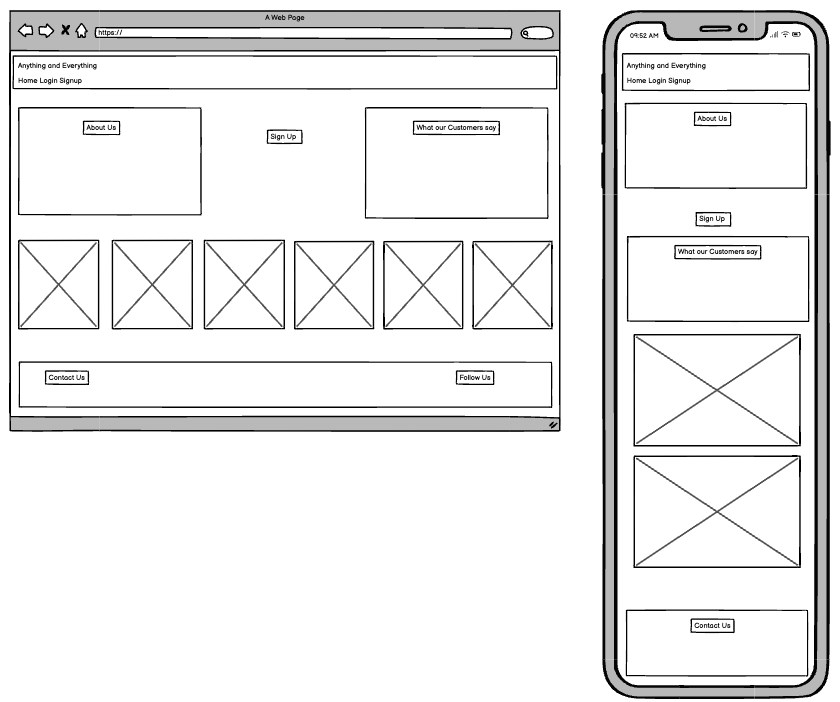 A Web Page
https://
Anything and Everything
Home Login Signup
About Us
Sign Up
What our Customers say
Contact Us
Follow Us
09:52 AM
Anything and Everything
Home Login Signup
About Us
Sign Up
What our Customers say
Contact Us